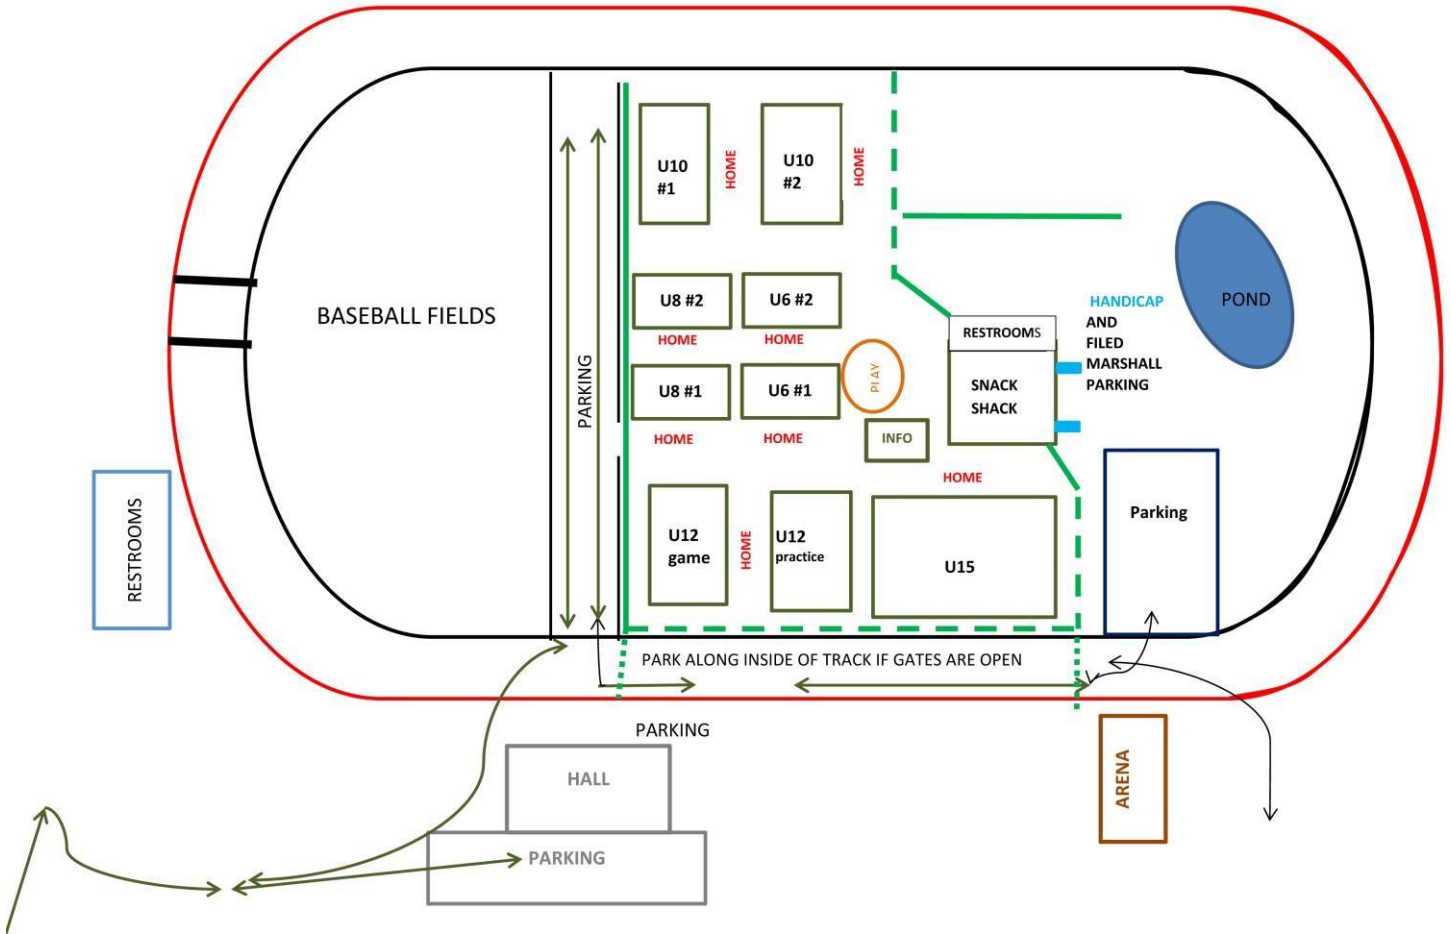 U10
#1
HOME
U10
#2
HOME
BASEBALL FIELDS
PARKING
U8 #2
U6 #2
HOME
HOME
U8 #1
U6 #1
HOME
HOME
PLAY
INFO
RESTROOMS
SNACK
SHACK
HANDICAP
AND
FILED
MARSHALL
PARKING
POND
HOME
RESTROOMS
U12
game
HOME
U12
practice
U15
Parking
PARK ALONG INSIDE OF TRACK IF GATES ARE OPEN
PARKING
HALL
PARKING
ARENA